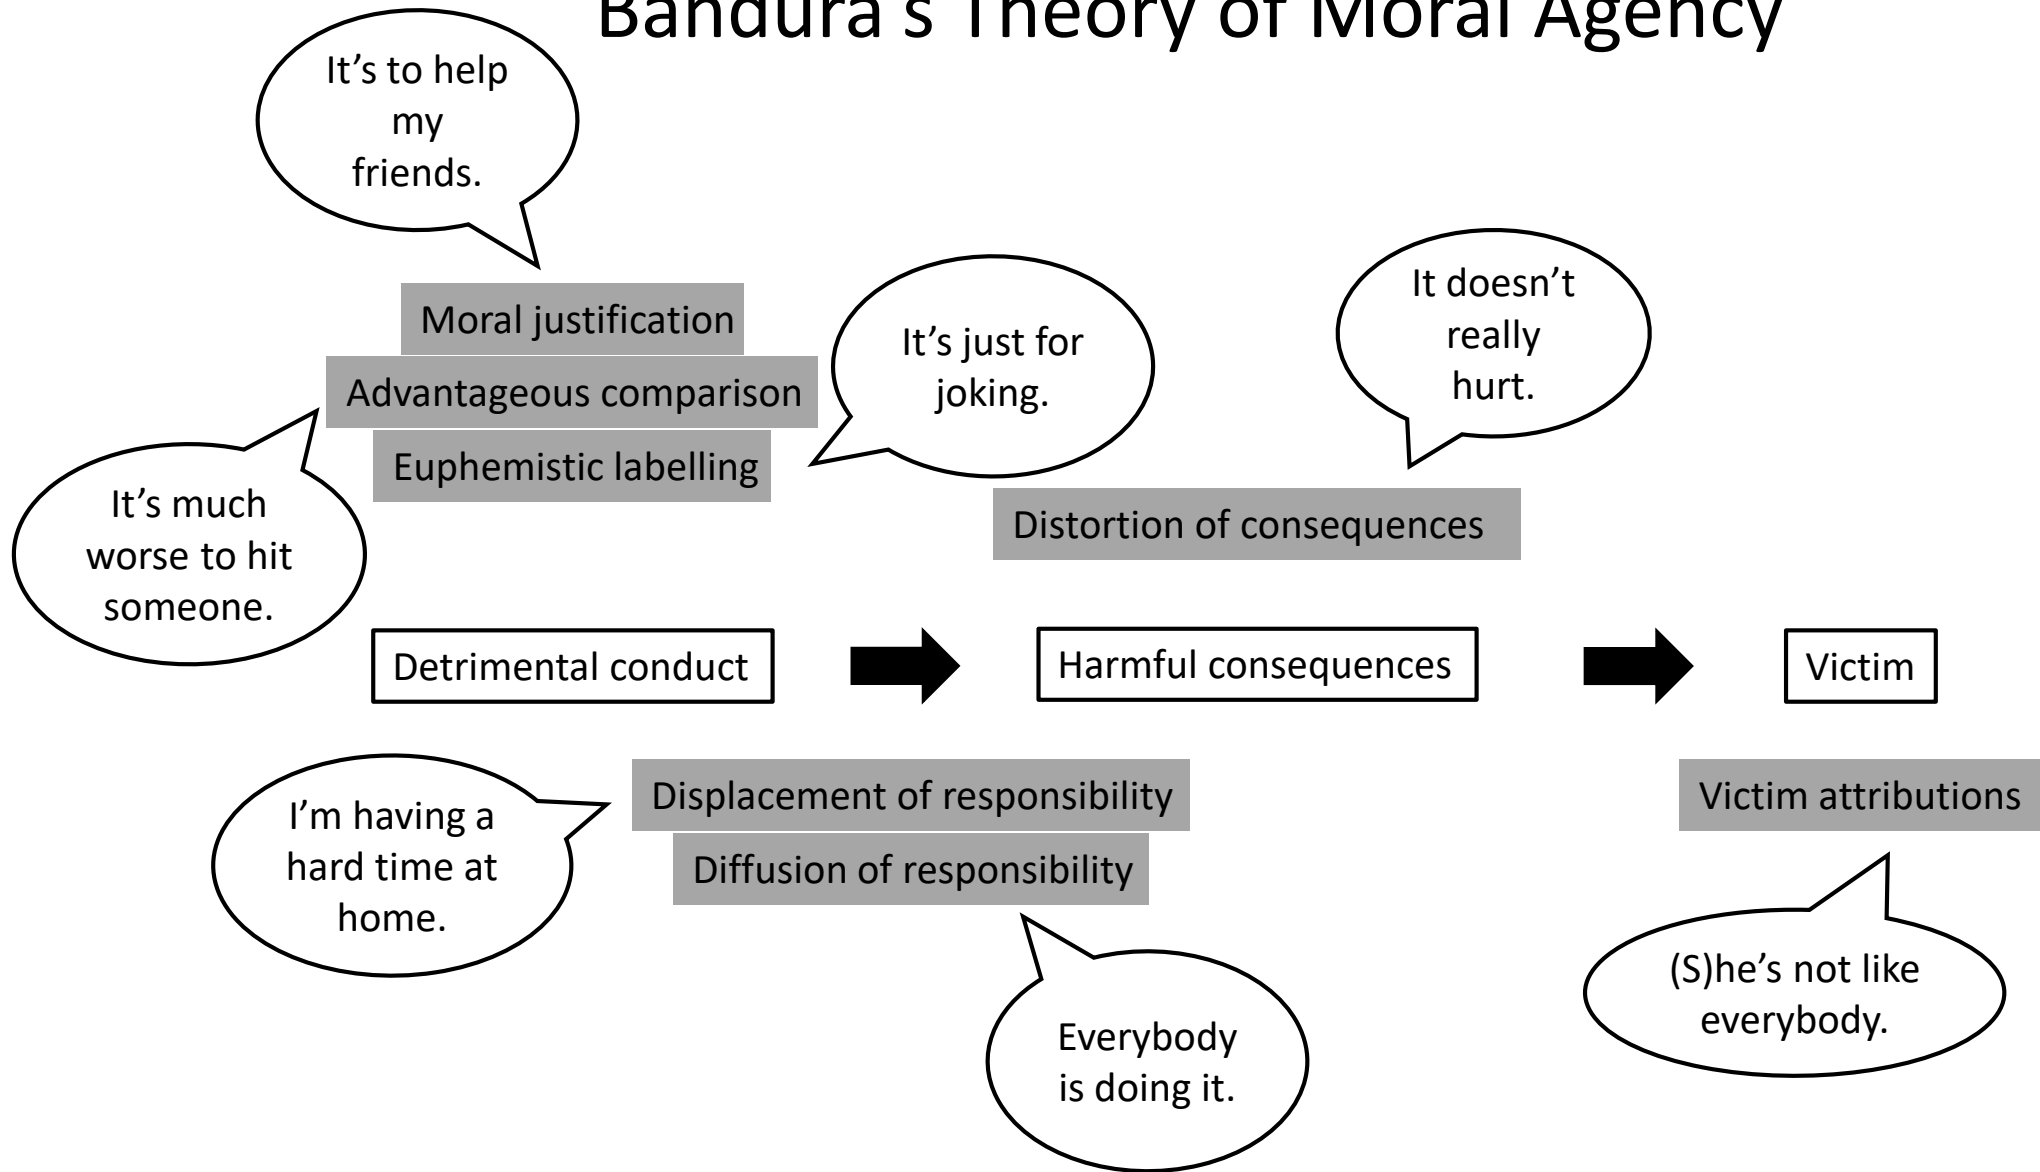 Bandura's Theory of Moral Agency
It's to help
my
friends.
Moral justification
Advantageous comparison
Euphemistic labelling
It's just for
joking.
It doesn't
really
hurt.
It's much
worse to hit
someone.
Distortion of consequences
Detrimental conduct
Harmful consequences
Victim
I'm having a
hard time at
home.
Displacement of responsibility
Diffusion of responsibility
Victim attributions
Everybody
is doing it.
(S)he's not like
everybody.